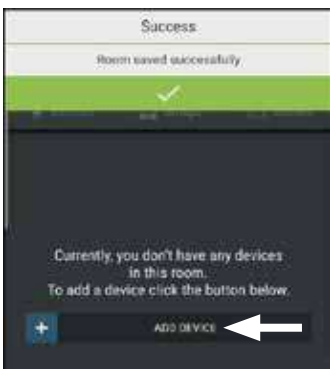 Success
Room saved successfully
Currently, you don't have any devices
in this room.
To add a device click the button below.
+ ADD DEVICE